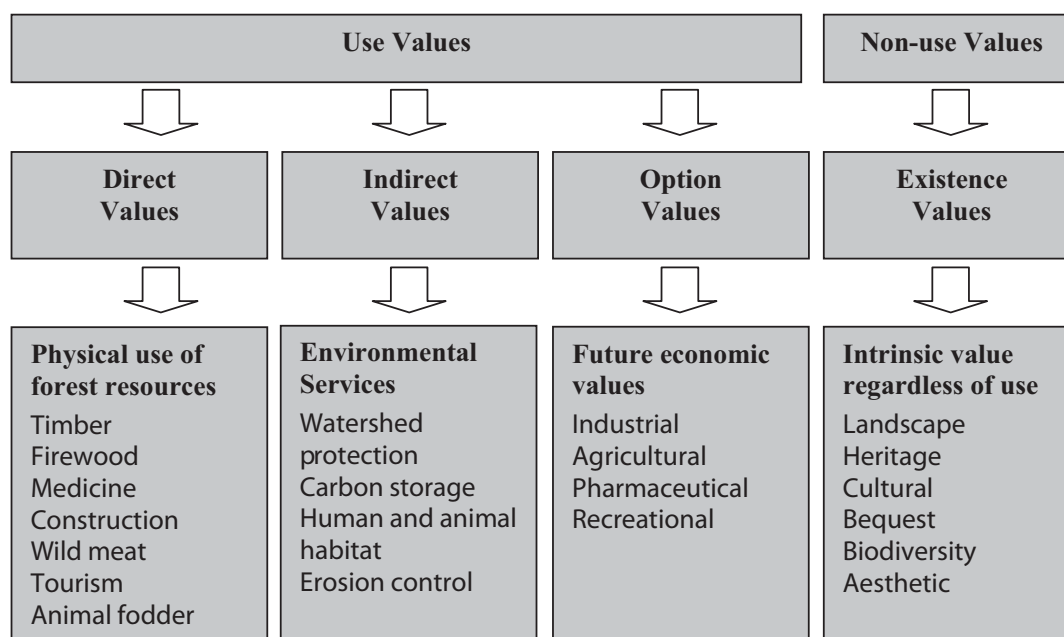 Use Values
Non-use Values
Direct
Values
Indirect
Values
Option
Values
Existence
Values
Physical use of
forest resources
Timber
Firewood
Medicine
Construction
Wild meat
Tourism
Animal fodder
Environmental
Services
Watershed
protection
Carbon storage
Human and animal
habitat
Erosion control
Future economic
values
Industrial
Agricultural
Pharmaceutical
Recreational
Intrinsic value
regardless of use
Landscape
Heritage
Cultural
Bequest
Biodiversity
Aesthetic